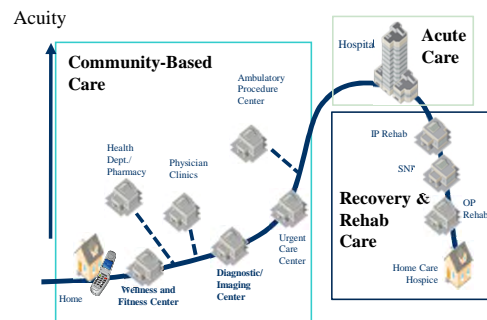 Acuity
Community-Based
Care
Hospital
Acute
Care
Ambulatory
Procedure
Center
Health
Dept./
Pharmacy
Physician
Clinics
IP Rehab
SNF
OP
Rehab
Recovery &
Rehab
Care
Urgent
Care
Center
Home
Wellness and
Fitness Center
Diagnostic/
Imaging
Center
Home Care
Hospice